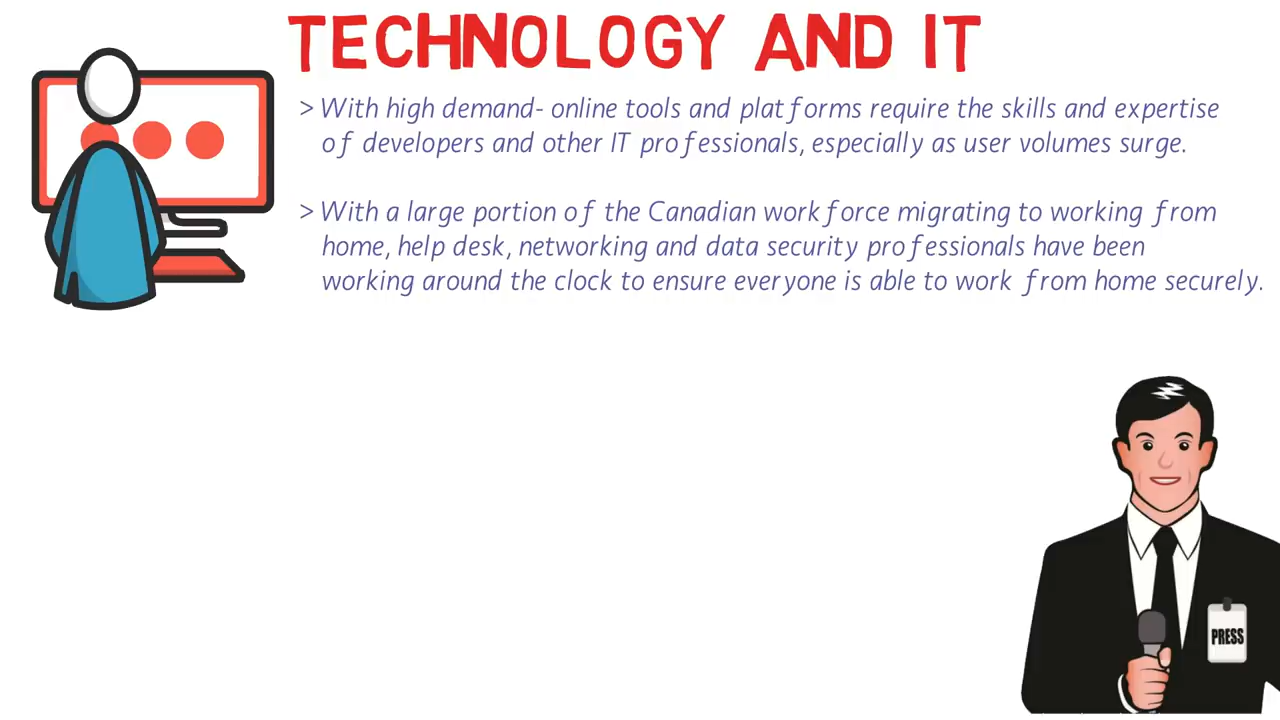 TECHNOLOGY AND IT
> With high demand- online tools and platforms require the skills and expertise
of developers and other IT professionals, especially as user volumes surge.
> With a large portion of the Canadian workforce migrating to working from
home, help desk, networking and data security professionals have been
working around the clock to ensure everyone is able to work from home securely.
PRESS